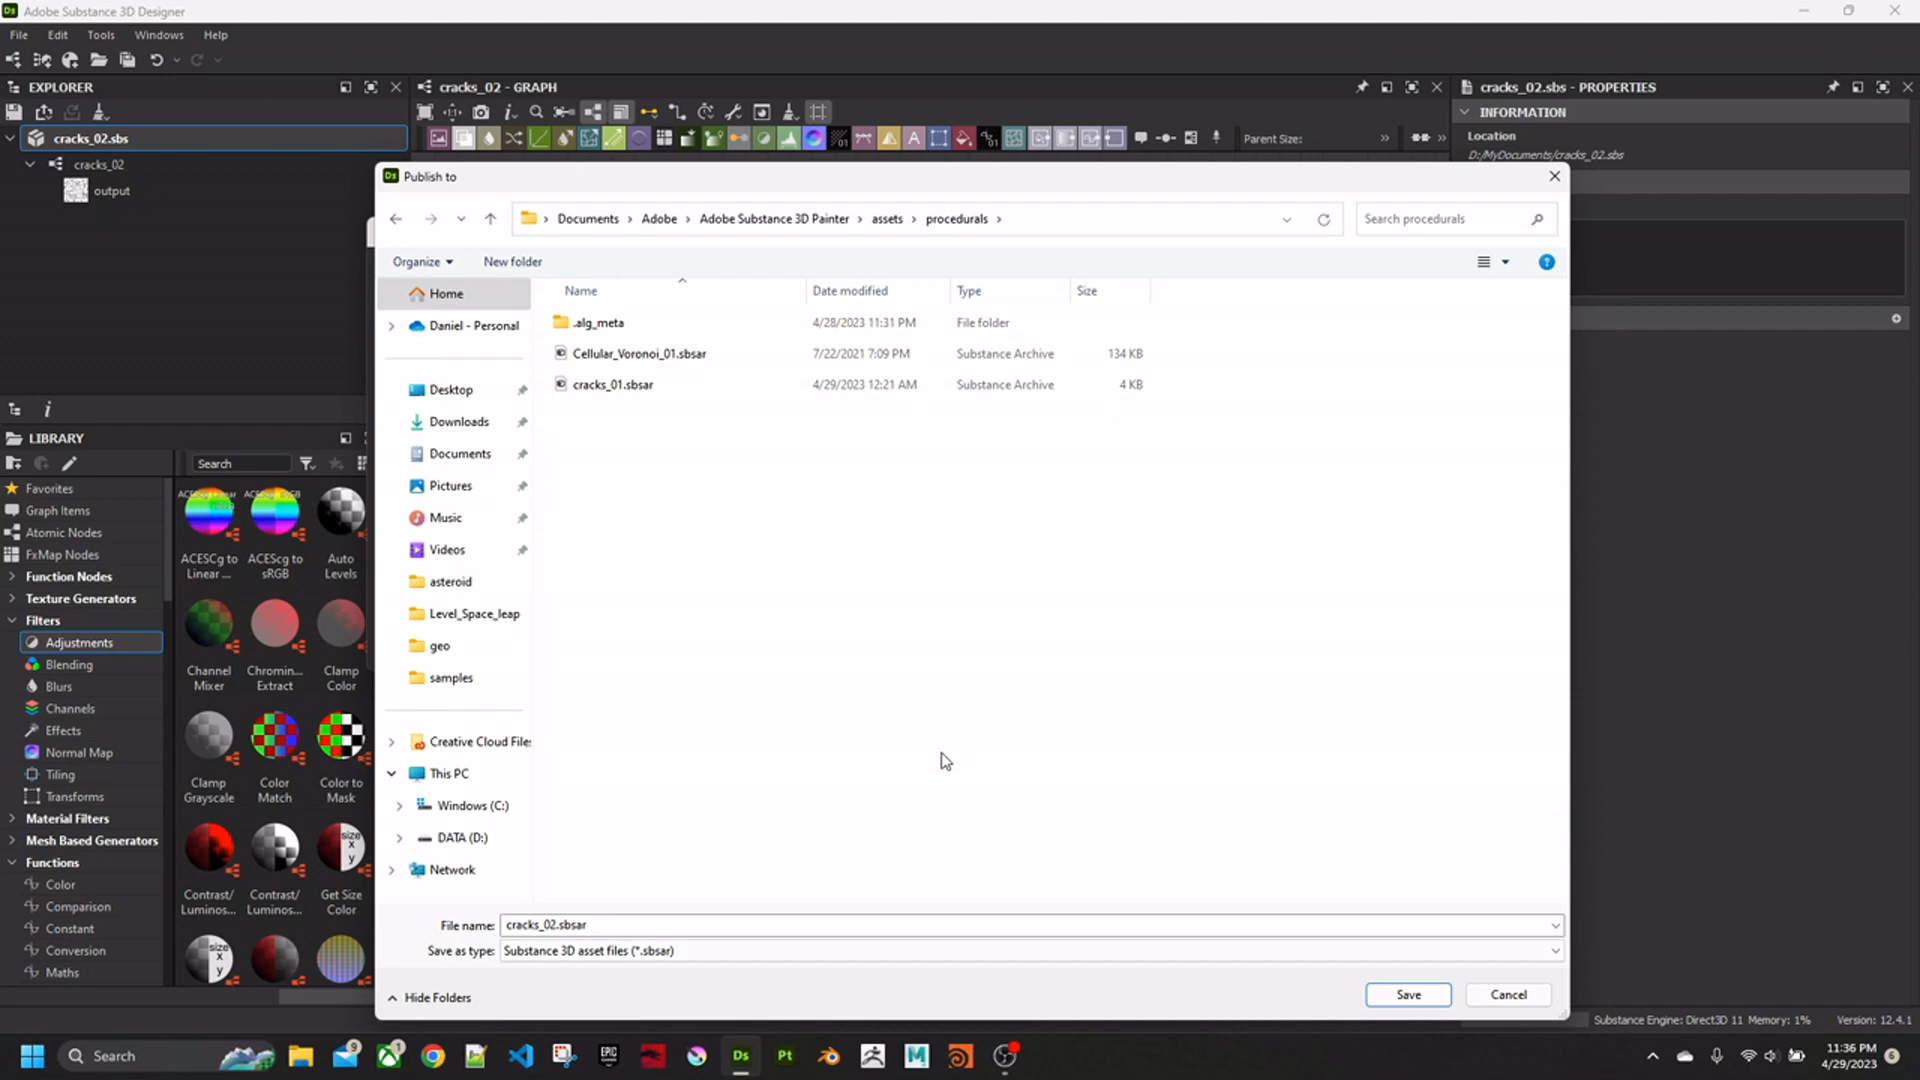 Adobe Substance 3D Designer
File Edit Tools Windows Help
EXPLORER
cracks_02.sbs
cracks_02
output
cracks_02 - GRAPH
Parent Size:
cracks_02.sbs - PROPERTIES
INFORMATION
Location
D:/MyDocuments/cracks_02.sbs
Publish to
Documents > Adobe > Adobe Substance 3D Painter > assets > procedurals >
Search procedurals
Organize New folder
Name Date modified Type Size
.alg_meta 4/28/2023 11:31 PM File folder
Cellular_Voronoi_01.sbsar 7/22/2021 7:09 PM Substance Archive 134 KB
cracks_01.sbsar 4/29/2023 12:21 AM Substance Archive 4 KB
Home
Daniel - Personal
Desktop
Downloads
Documents
Pictures
Music
Videos
asteroid
Level_Space_leap
geo
samples
Creative Cloud Files
This PC
Windows (C:)
DATA (D:)
Network
File name: cracks_02.sbsar
Save as type: Substance 3D asset files (*.sbsar)
Hide Folders
Save Cancel
LIBRARY
Search
Favorites
Graph Items
Atomic Nodes
FxMap Nodes
Function Nodes
Texture Generators
Filters
Adjustments
Blending
Blurs
Channels
Effects
Normal Map
Tiling
Transforms
Material Filters
Mesh Based Generators
Functions
Color
Comparison
Constant
Conversion
Maths
ACEScg to Linear ...
ACEScg to sRGB
Auto Levels
Channel Mixer
Chromin... Extract
Clamp Color
Clamp Grayscale
Color Match
Color to Mask
Contrast/ Luminos...
Contrast/ Luminos...
Get Size Color
Substance Engine: Direct3D 11 Memory: 1% Version: 12.4.1
Search
Ds
Pt
11:36 PM
4/29/2023